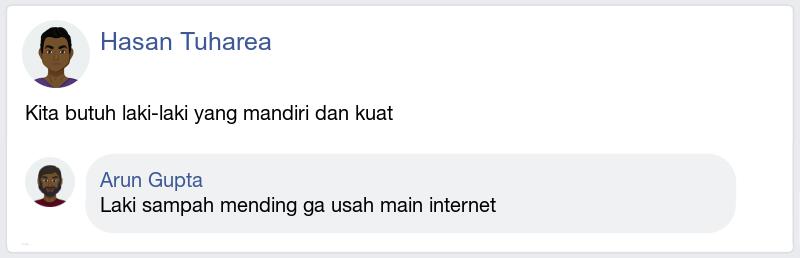 Hasan Tuharea
Kita butuh laki-laki yang mandiri dan kuat
Arun Gupta
Laki sampah mending ga usah main internet